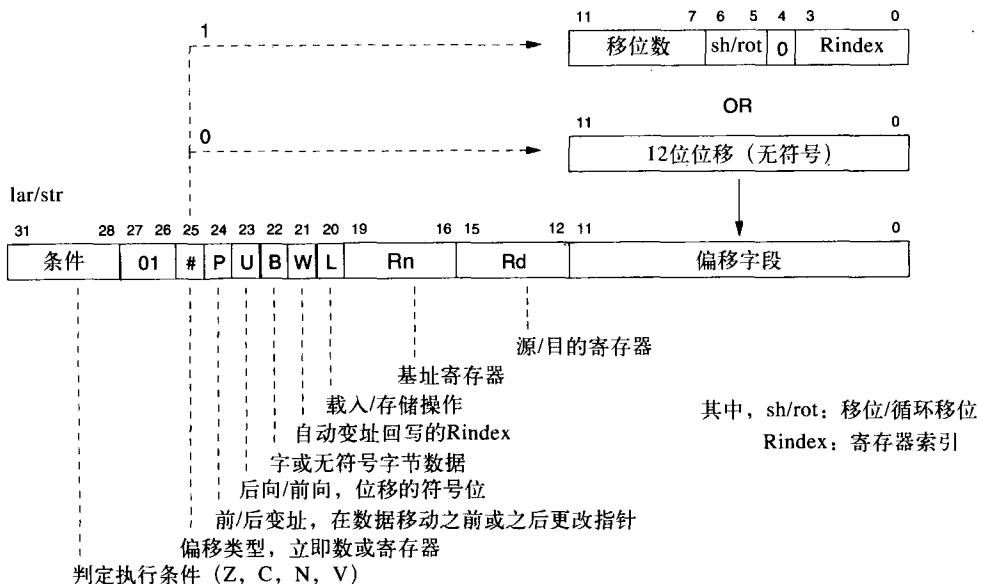 1
11 7 6 5 4 3 0
移位数 sh/rot 0 Rindex
OR
0
11 0
12位位移（无符号）
lar/str
31 28 27 26 25 24 23 22 21 20 19 16 15 12 11 0
条件 01 # P U B W L Rn Rd 偏移字段
源/目的寄存器
基址寄存器
载入/存储操作
自动变址回写的Rindex
字或无符号字节数据
后向/前向，位移的符号位
前/后变址，在数据移动之前或之后更改指针
偏移类型，立即数或寄存器
判定执行条件（Z，C，N，V）
其中，sh/rot：移位/循环移位
Rindex：寄存器索引